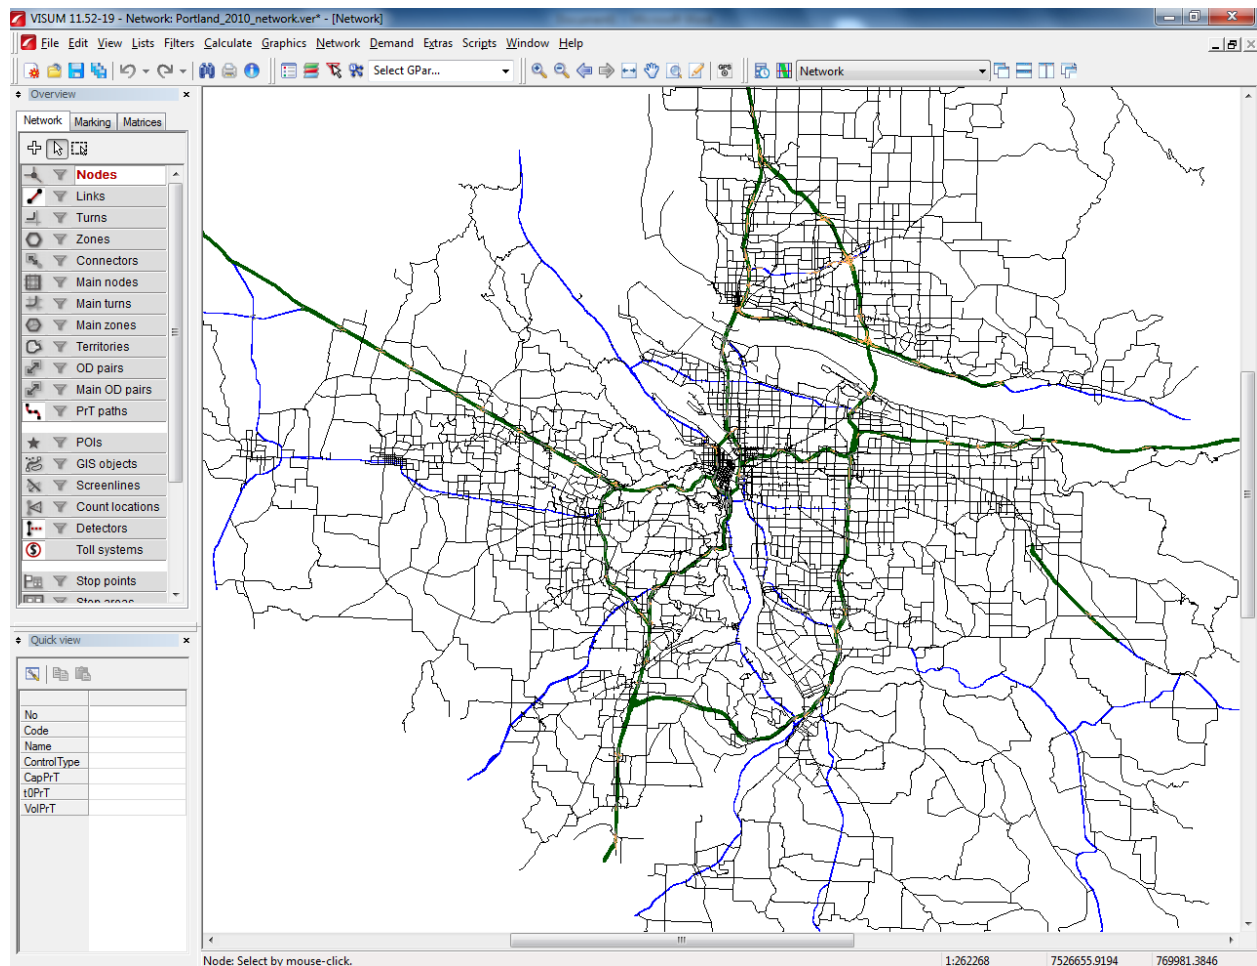 VISUM 11.52-19 - Network: Portland_2010_network.ver* - [Network]
File Edit View Lists Filters Calculate Graphics Network Demand Extras Scripts Window Help
Select GPar...
Network
Overview
Network Marking Matrices
Nodes
Links
Turns
Zones
Connectors
Main nodes
Main turns
Main zones
Territories
OD pairs
Main OD pairs
PrT paths
POIs
GIS objects
Screenlines
Count locations
Detectors
Toll systems
Stop points
Stop areas
Quick view
No
Code
Name
ControlType
CapPrT
t0PrT
VolPrT
Node: Select by mouse-click.
1:262268 7526655.9194 769981.3846